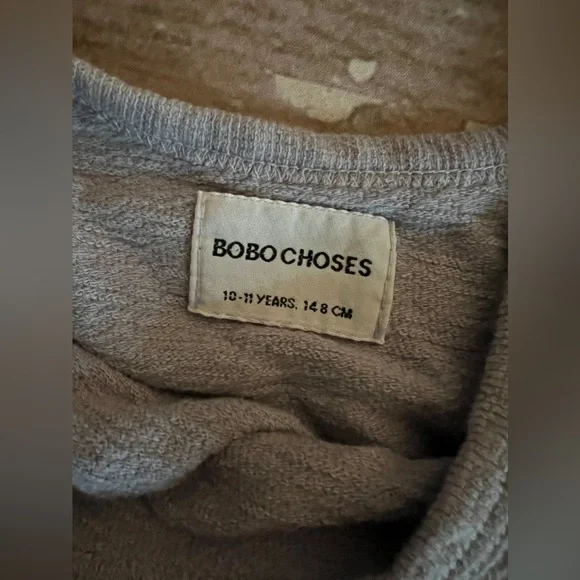 BOBO CHOSES
10-11 YEARS. 148 CM